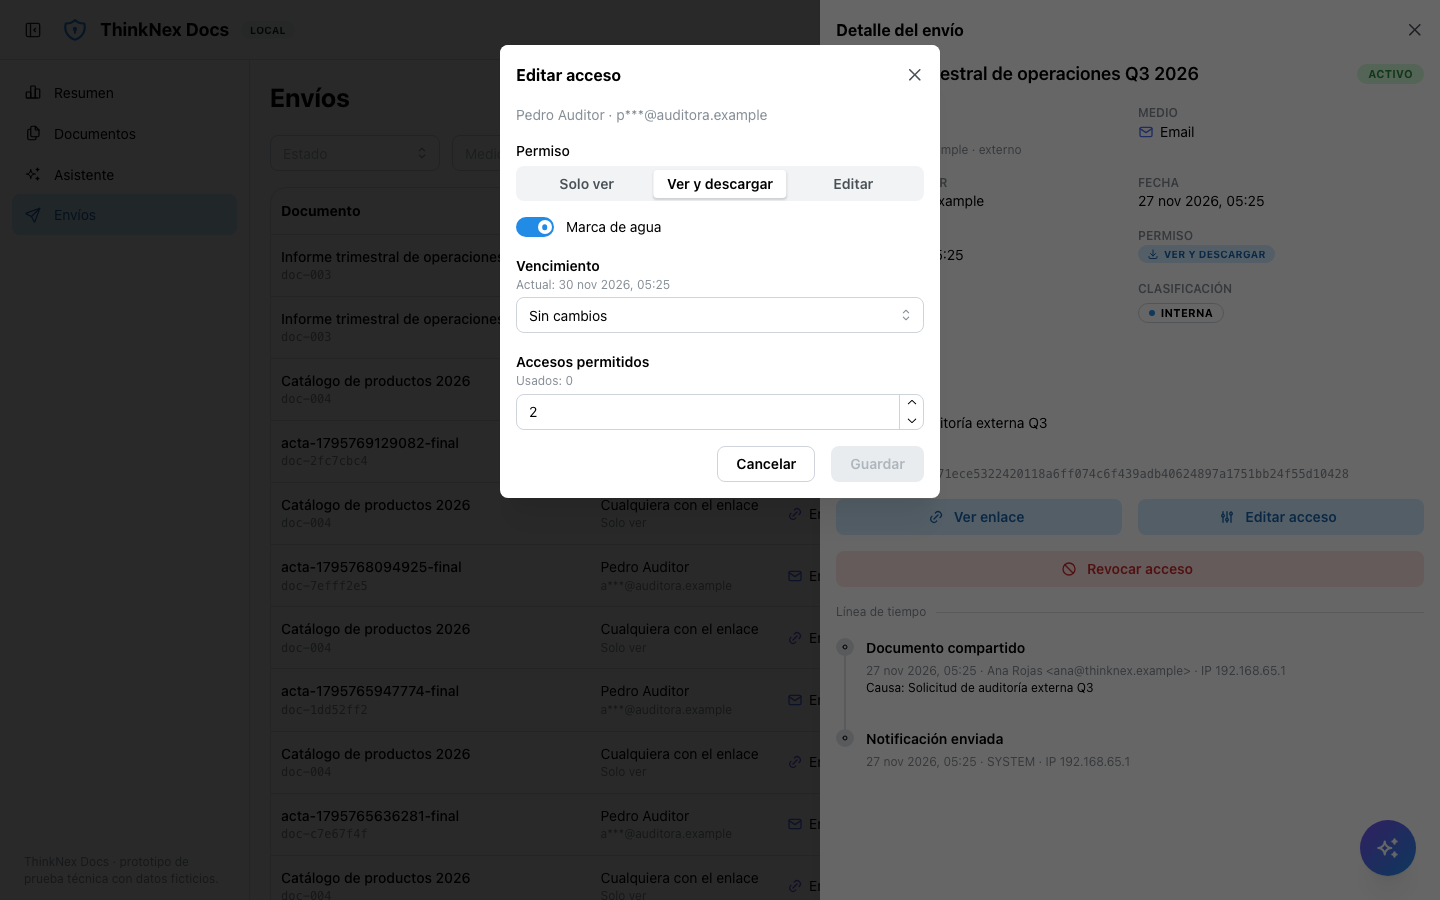 ThinkNex Docs LOCAL
Resumen
Documentos
Asistente
Envíos
ThinkNex Docs · prototipo de
prueba técnica con datos ficticios.
Envíos
Estado
Documento
Informe trimestral de operaciones
doc-003
Informe trimestral de operaciones
doc-003
Catálogo de productos 2026
doc-004
acta-1795769129082-final
doc-2fc7cbc4
Catálogo de productos 2026
doc-004
Cualquiera con el enlace
Solo ver
acta-1795768094925-final
doc-7efff2e5
Pedro Auditor
a***@auditora.example
Catálogo de productos 2026
doc-004
Cualquiera con el enlace
Solo ver
acta-1795765947774-final
doc-1dd52ff2
Pedro Auditor
a***@auditora.example
Catálogo de productos 2026
doc-004
Cualquiera con el enlace
Solo ver
acta-1795765636281-final
doc-c7e67f4f
Pedro Auditor
a***@auditora.example
Catálogo de productos 2026
doc-004
Cualquiera con el enlace
Solo ver
Editar acceso
Pedro Auditor · p***@auditora.example
Permiso
Solo ver
Ver y descargar
Editar
Marca de agua
Vencimiento
Actual: 30 nov 2026, 05:25
Sin cambios
Accesos permitidos
Usados: 0
2
Cancelar
Guardar
Detalle del envío
estral de operaciones Q3 2026
ACTIVO
MEDIO
Email
mple · externo
FECHA
xample
27 nov 2026, 05:25
PERMISO
5:25
VER Y DESCARGAR
CLASIFICACIÓN
INTERNA
itoría externa Q3
71ece5322420118a6ff074c6f439adb40624897a1751bb24f55d10428
Ver enlace
Editar acceso
Revocar acceso
Línea de tiempo
Documento compartido
27 nov 2026, 05:25 · Ana Rojas <ana@thinknex.example> · IP 192.168.65.1
Causa: Solicitud de auditoría externa Q3
Notificación enviada
27 nov 2026, 05:25 · SYSTEM · IP 192.168.65.1